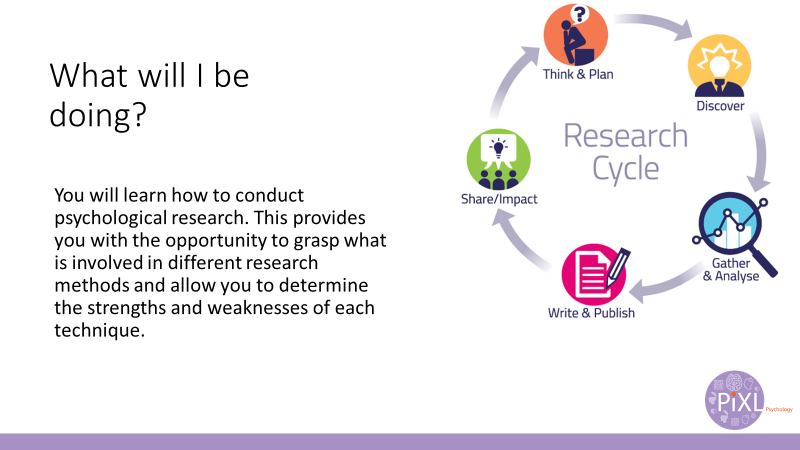 What will I be
doing?
You will learn how to conduct
psychological research. This provides
you with the opportunity to grasp what
is involved in different research
methods and allow you to determine
the strengths and weaknesses of each
technique.
?
Think & Plan
Discover
Research
Cycle
Share/Impact
Gather
& Analyse
Write & Publish
PiXL
Psychology